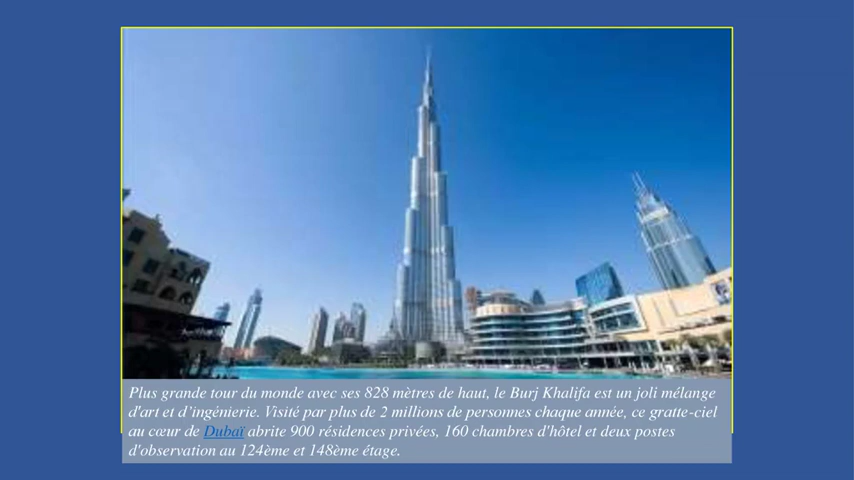 Plus grande tour du monde avec ses 828 mètres de haut, le Burj Khalifa est un joli mélange
d'art et d’ingénierie. Visité par plus de 2 millions de personnes chaque année, ce gratte-ciel
au cœur de Dubaï abrite 900 résidences privées, 160 chambres d'hôtel et deux postes
d'observation au 124ème et 148ème étage.